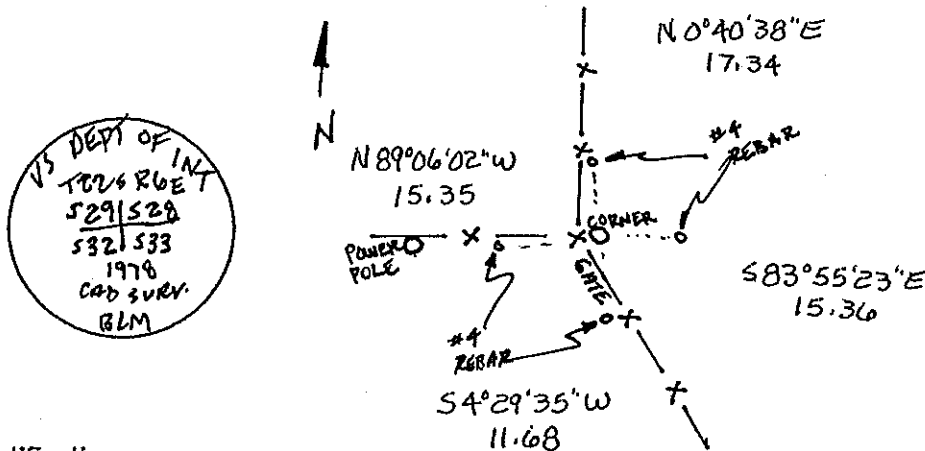 US DEPT OF INT
T22S R6E
S29 S28
S32 S33
1978
CAD SURV.
BLM
N
N 0°40'38"E
17.34
#4
REBAR
N 89°06'02"W
15.35
CORNER
POWER
POLE
GATE
S 83°55'23"E
15.36
#4
REBAR
S 4°29'35"W
11.68